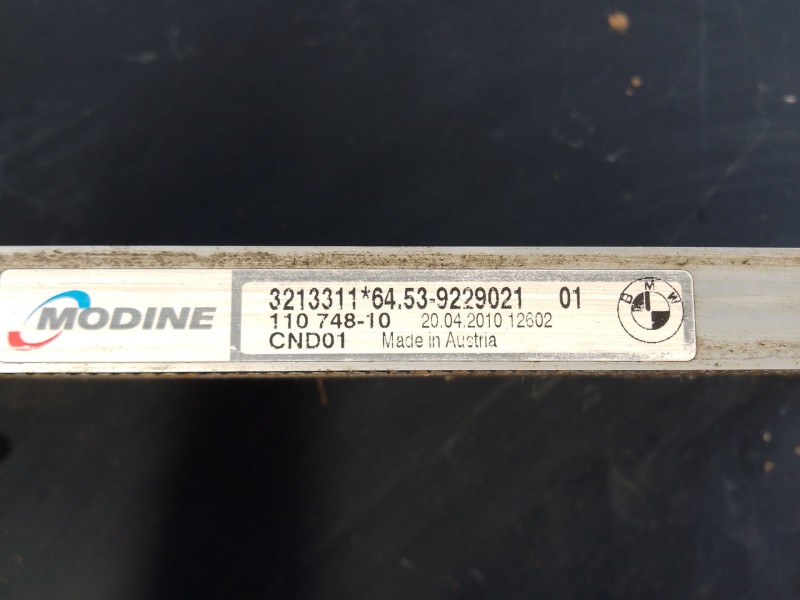 MODINE
3213311*64.53-9229021 01
110 748-10 20.04.2010 12602
CND01 Made in Austria
BMW